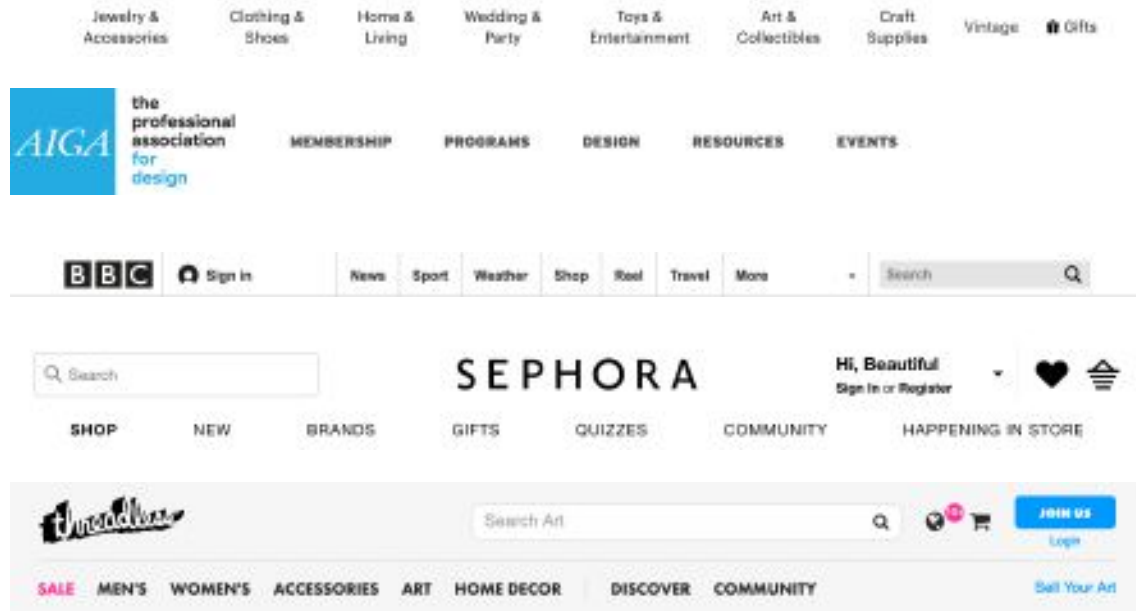 Jewelry & Clothing & Home & Wedding & Toys & Art & Craft
Accessories Shoes Living Party Entertainment Collectibles Supplies Vintage Gifts
the
professional
AIGA association MEMBERSHIP PROGRAMS DESIGN RESOURCES EVENTS
for
design
BBC Sign in News Sport Weather Shop Reel Travel More Search
Search SEPHORA Hi, Beautiful
Sign In or Register
SHOP NEW BRANDS GIFTS QUIZZES COMMUNITY HAPPENING IN STORE
threadless Search Art JOIN US
Login
SALE MEN'S WOMEN'S ACCESSORIES ART HOME DECOR DISCOVER COMMUNITY Sell Your Art